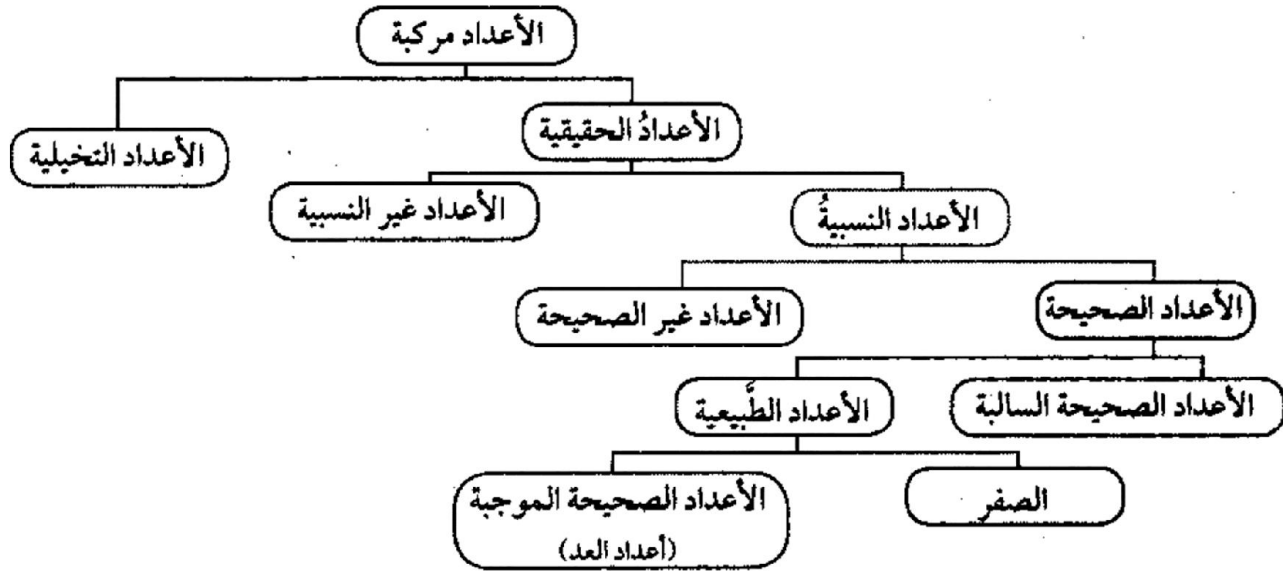 الأعداد مركبة
الأعدادُ الحقيقية
الأعداد التخيلية
الأعداد النسبيةُ
الأعداد غير النسبية
الأعداد الصحيحة
الأعداد غير الصحيحة
الأعداد الصحيحة السالبة
الأعداد الطَّبيعية
الصفر
الأعداد الصحيحة الموجبة
(أعداد العد)